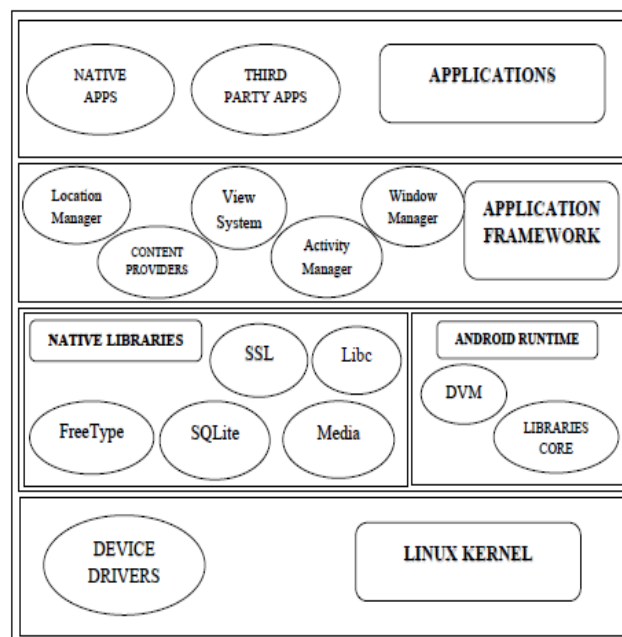 NATIVE
APPS
THIRD
PARTY APPS
APPLICATIONS
Location
Manager
CONTENT
PROVIDERS
View
System
Activity
Manager
Window
Manager
APPLICATION
FRAMEWORK
NATIVE LIBRARIES
SSL
Libc
FreeType
SQLite
Media
ANDROID RUNTIME
DVM
LIBRARIES
CORE
DEVICE
DRIVERS
LINUX KERNEL